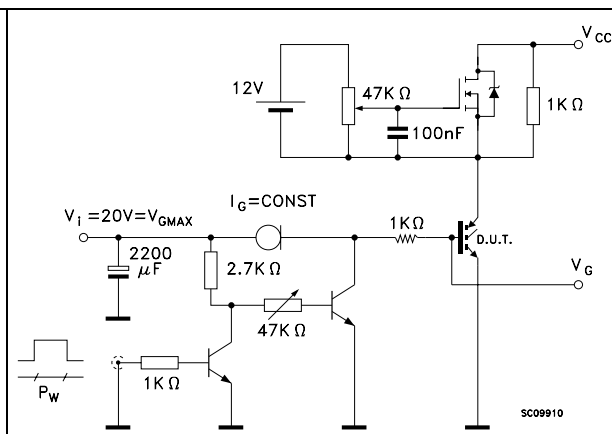 V CC
12V
47K Ω
1K Ω
100nF
I G = CONST
V i =20V=V GMAX
1K Ω
D.U.T.
2200
μF
2.7K Ω
V G
47K Ω
1K Ω
P W
SC09910